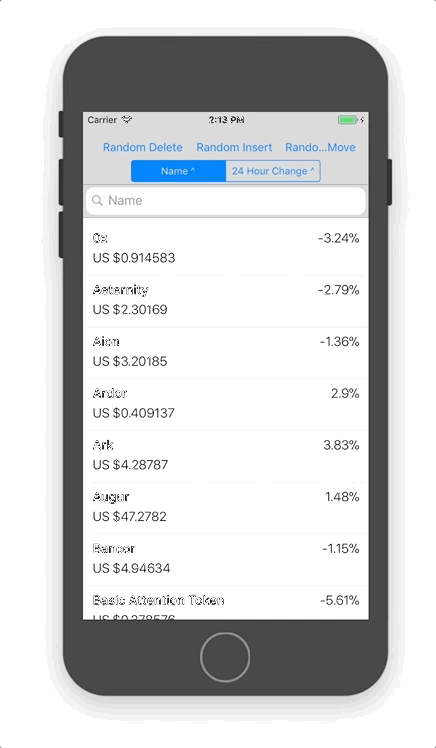 Carrier 2:13 PM
Random Delete Random Insert Rando...Move
Name ^ 24 Hour Change ^
Name
0x -3.24%
US $0.914583
Aeternity -2.79%
US $2.30169
Aion -1.36%
US $3.20185
Ardor 2.9%
US $0.409137
Ark 3.83%
US $4.28787
Augur 1.48%
US $47.2782
Bancor -1.15%
US $4.94634
Basic Attention Token -5.61%
US $0.378576